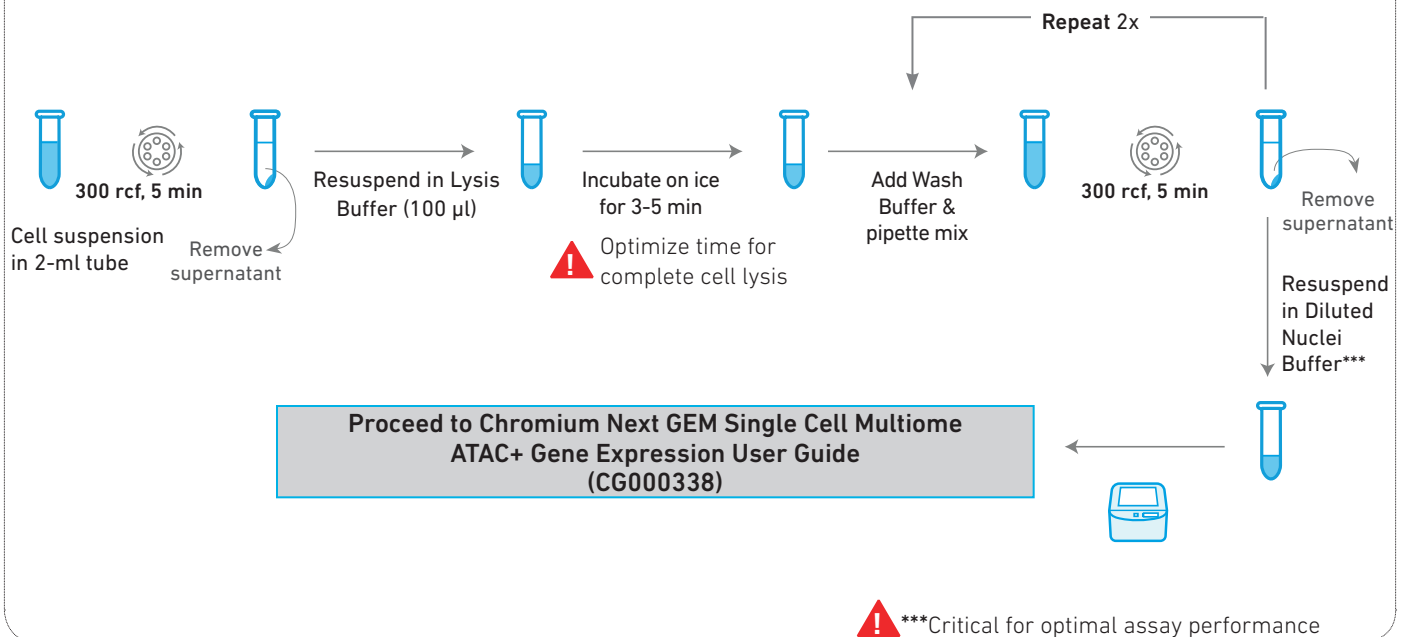 Repeat 2x
300 rcf, 5 min
Cell suspension
in 2-ml tube
Remove
supernatant
Resuspend in Lysis
Buffer (100 µl)
Incubate on ice
for 3-5 min
! Optimize time for
complete cell lysis
Add Wash
Buffer &
pipette mix
300 rcf, 5 min
Remove
supernatant
Resuspend
in Diluted
Nuclei
Buffer***
Proceed to Chromium Next GEM Single Cell Multiome
ATAC+ Gene Expression User Guide
(CG000338)
! ***Critical for optimal assay performance